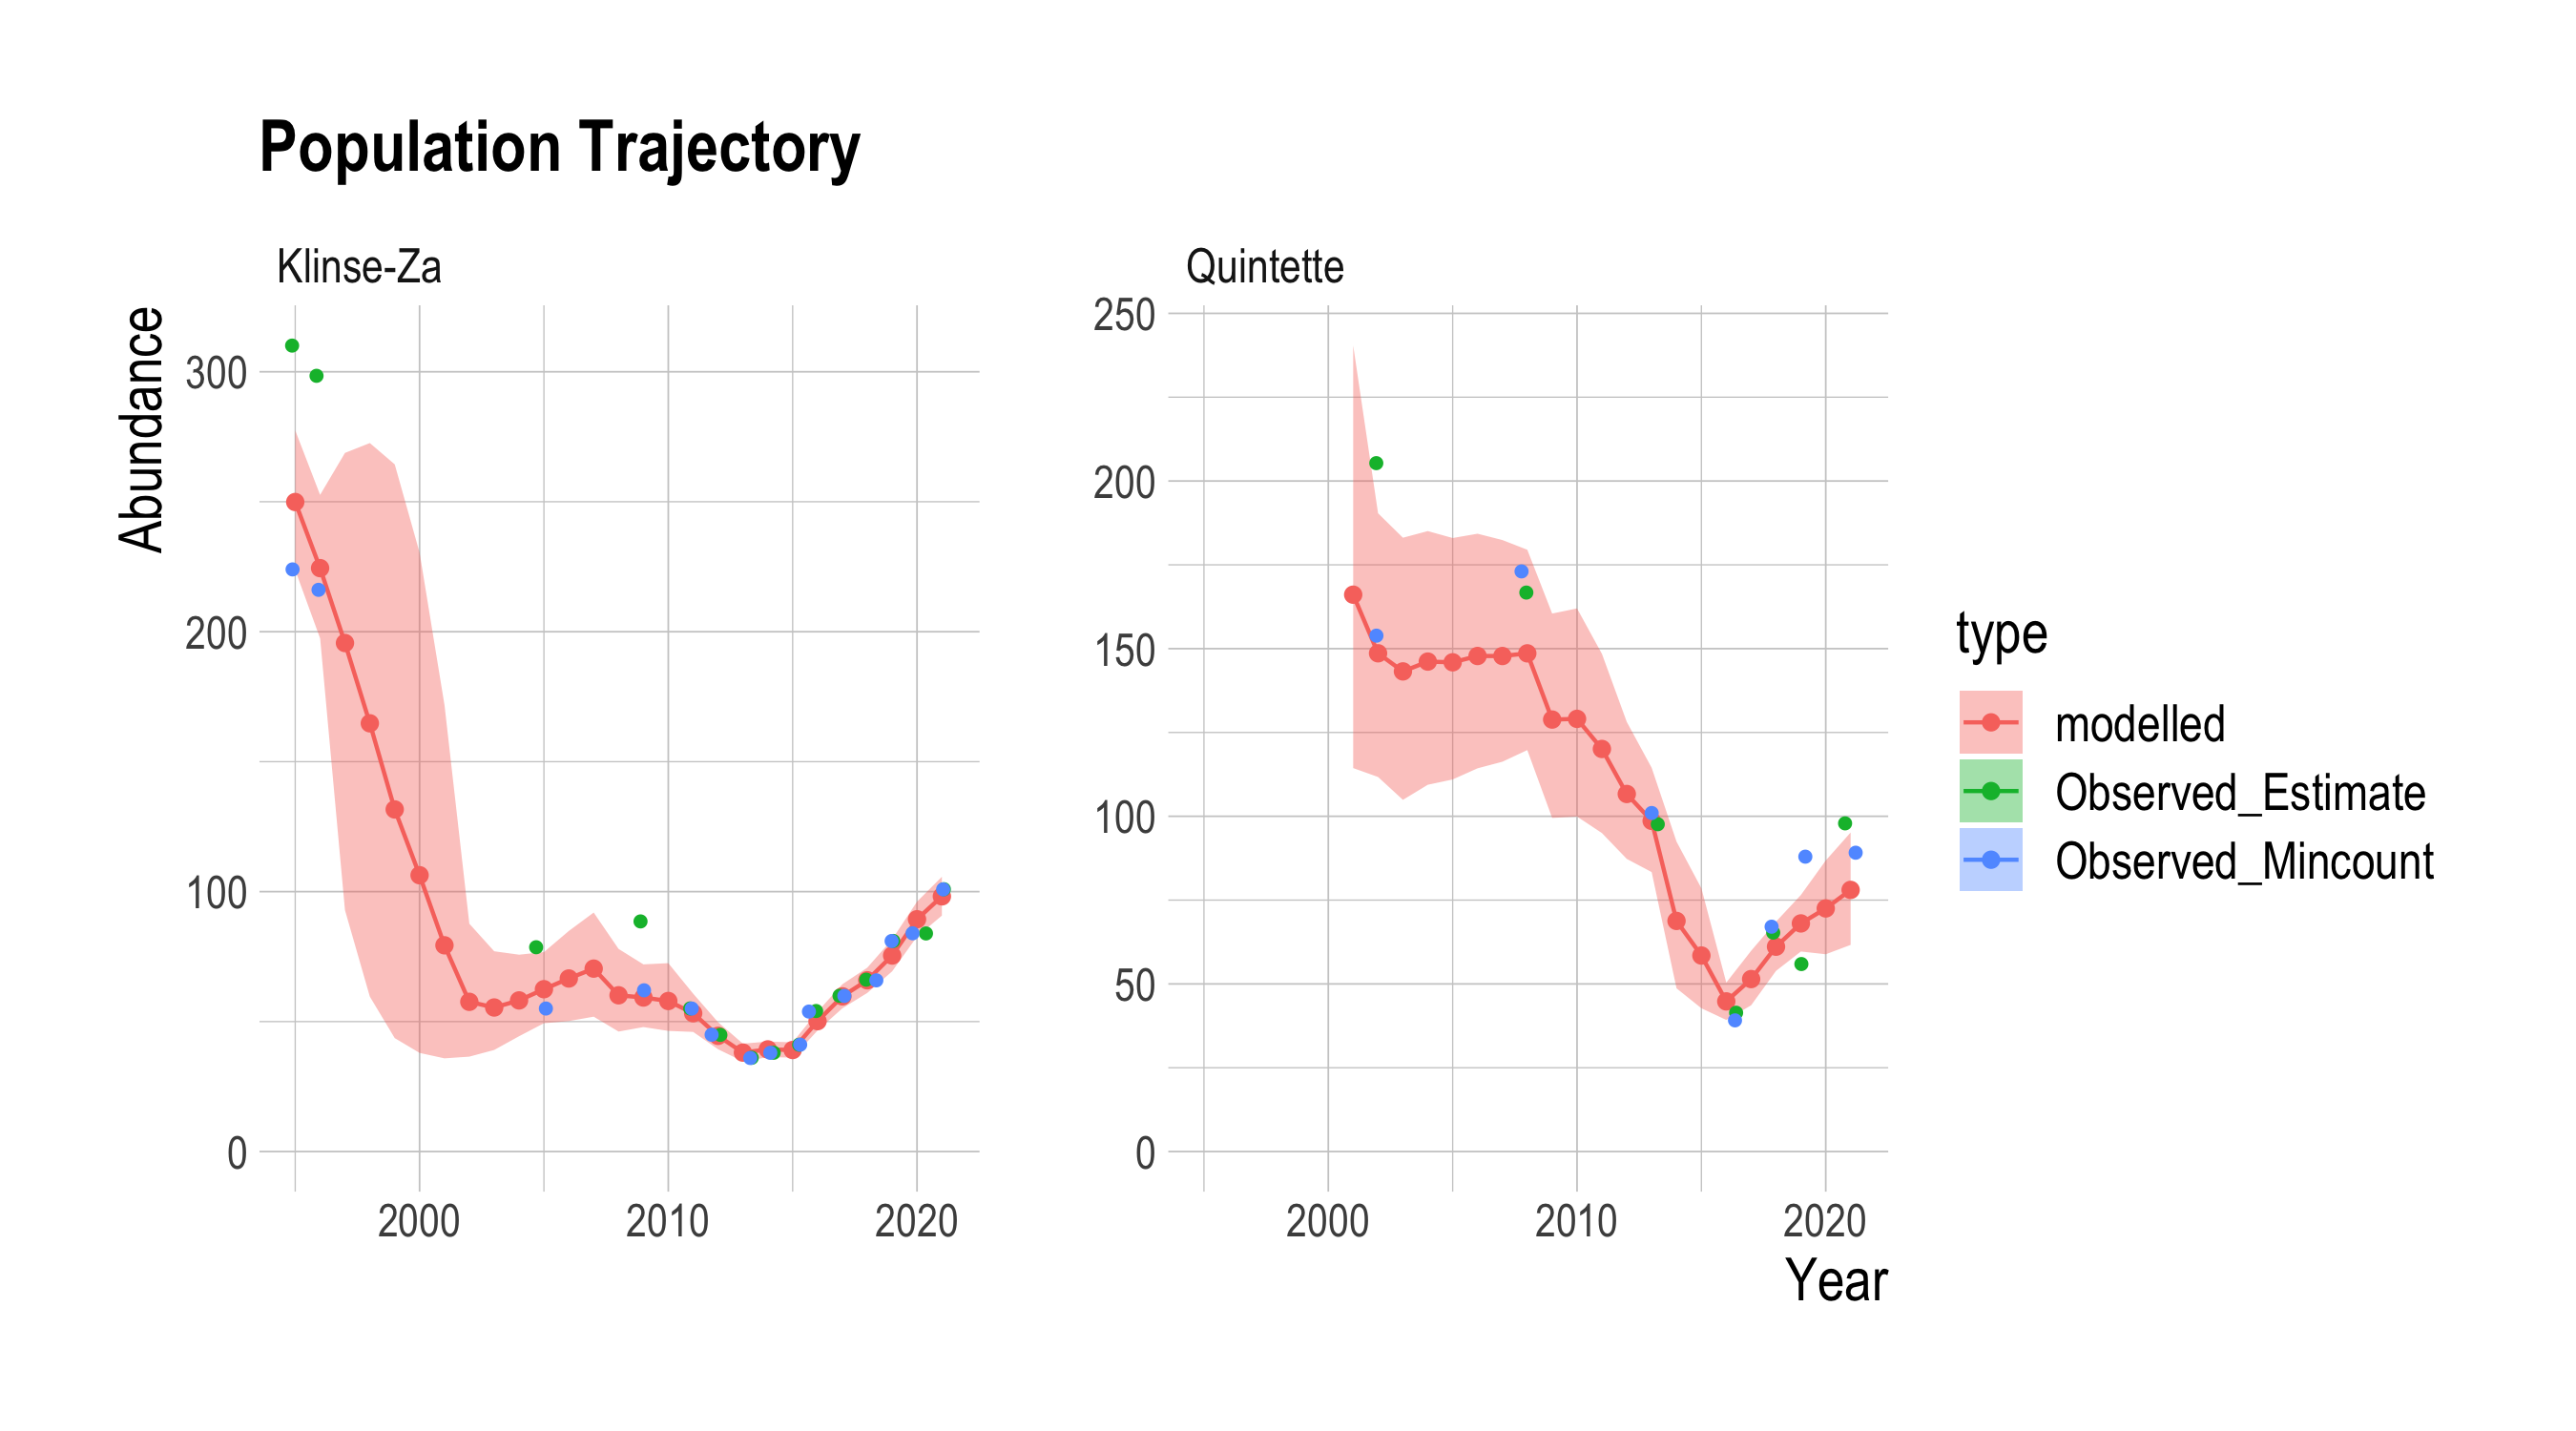 Population Trajectory
Klinse-Za
Quintette
Abundance
300
200
100
0
2000
2010
2020
250
200
150
100
50
0
2000
2010
2020
Year
type
modelled
Observed_Estimate
Observed_Mincount